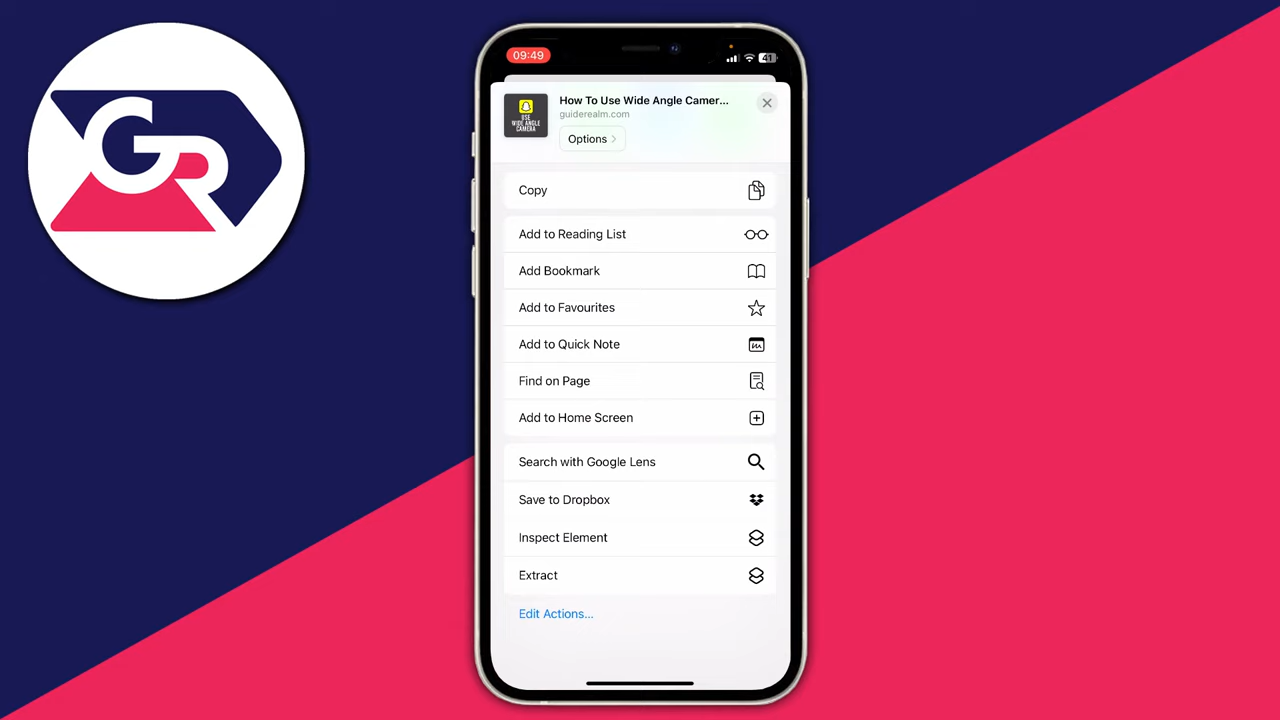 GR
09:49
41
How To Use Wide Angle Camer...
guiderealm.com
USE
WIDE ANGLE
CAMERA
Options
Copy
Add to Reading List
Add Bookmark
Add to Favourites
Add to Quick Note
Find on Page
Add to Home Screen
Search with Google Lens
Save to Dropbox
Inspect Element
Extract
Edit Actions...